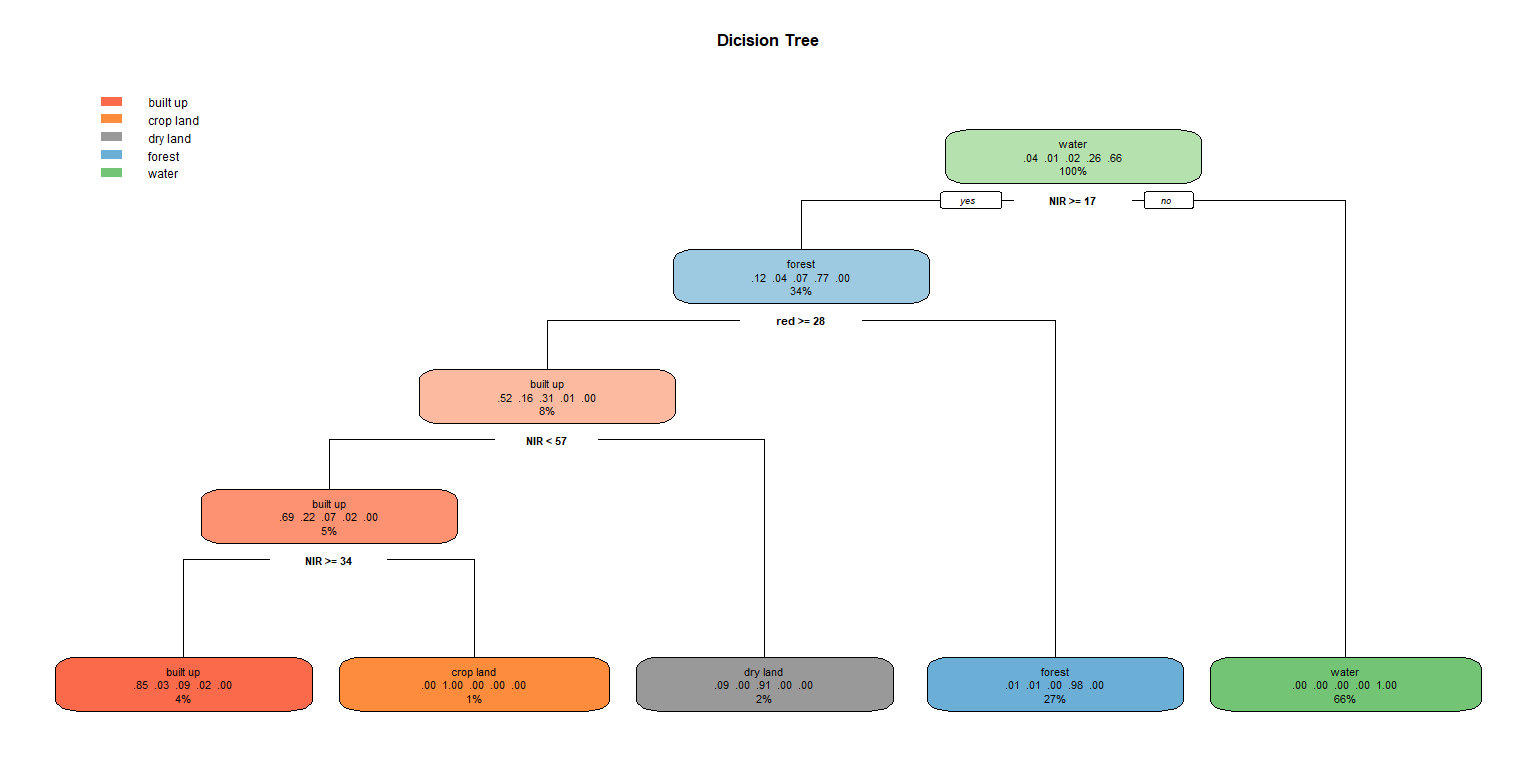 Dicision Tree
built up
crop land
dry land
forest
water
water
.04 .01 .02 .26 .66
100%
yes
NIR >= 17
no
forest
.12 .04 .07 .77 .00
34%
red >= 28
built up
.52 .16 .31 .01 .00
8%
NIR < 57
built up
.69 .22 .07 .02 .00
5%
NIR >= 34
built up
.85 .03 .09 .02 .00
4%
crop land
.00 1.00 .00 .00 .00
1%
dry land
.09 .00 .91 .00 .00
2%
forest
.01 .01 .00 .98 .00
27%
water
.00 .00 .00 .00 1.00
66%